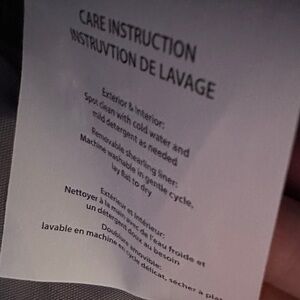 CARE INSTRUCTION
INSTRUVTION DE LAVAGE
Exterior & Interior:
Spot clean with cold water and
mild detergent as needed
Removable shearling liner:
Machine washable in gentle cycle,
lay flat to dry
Extérieur et intérieur:
Nettoyer à la main avec de l'eau froide et
un détergent doux au besoin
Doublure amovible:
lavable en machine en cycle délicat, sécher à plat